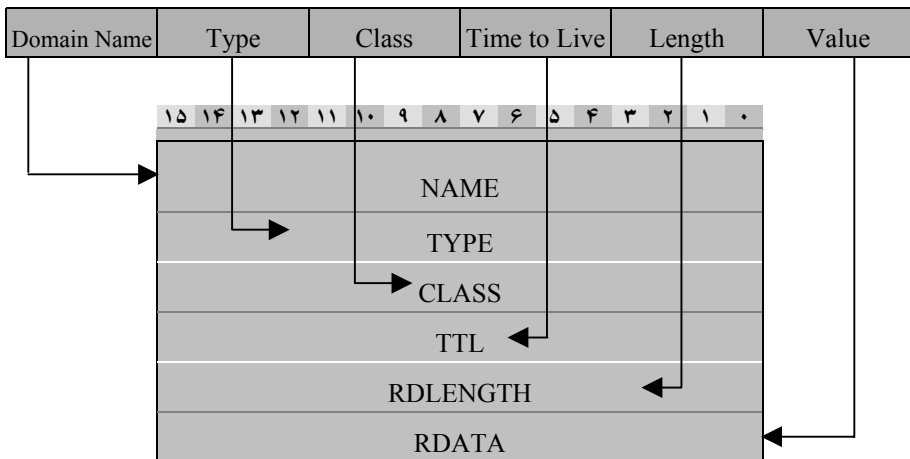 Domain Name Type Class Time to Live Length Value
۱۵ ۱۴ ۱۳ ۱۲ ۱۱ ۱۰ ۹ ۸ ۷ ۶ ۵ ۴ ۳ ۲ ۱ ۰
NAME
TYPE
CLASS
TTL
RDLENGTH
RDATA